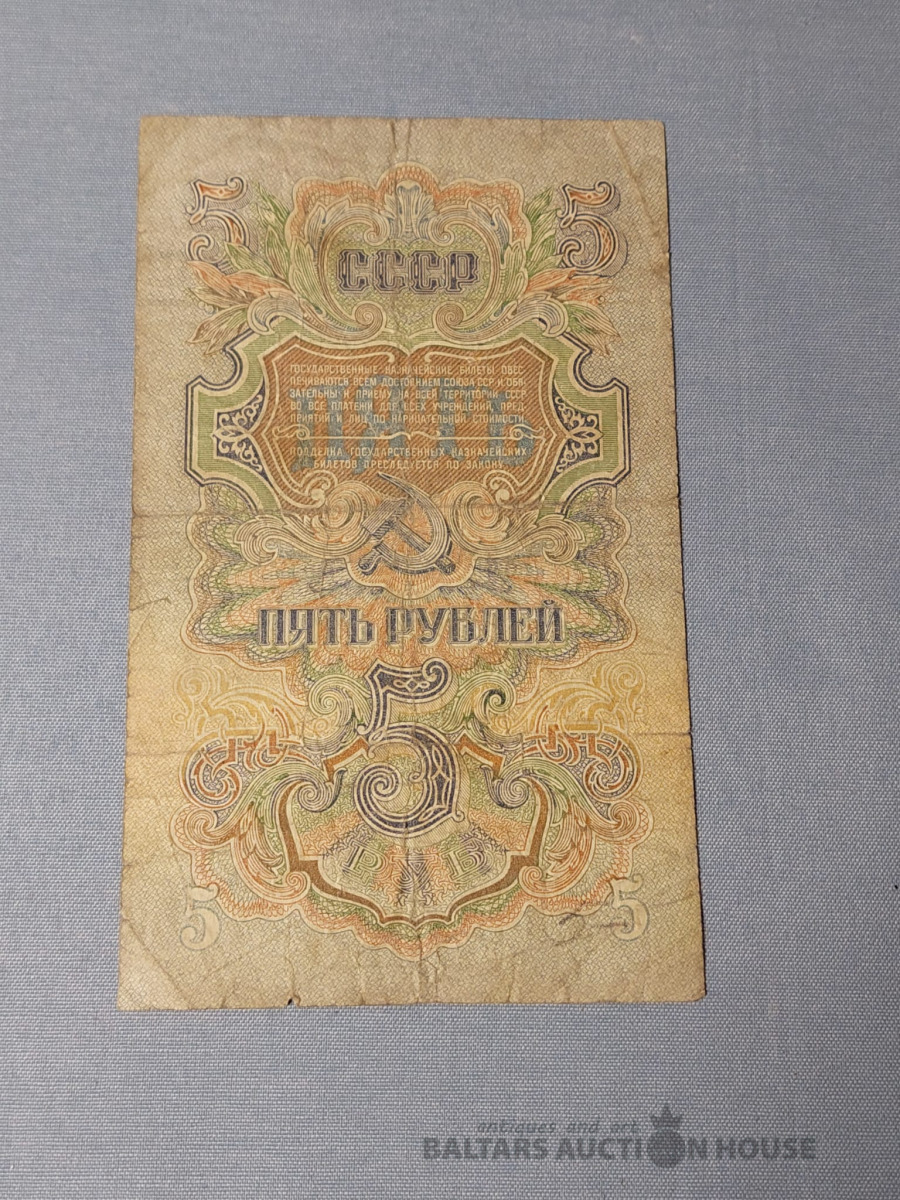 5 5
СССР
ГОСУДАРСТВЕННЫЕ КАЗНАЧЕЙСКИЕ БИЛЕТЫ ОБЕС
ПЕЧИВАЮТСЯ ВСЕМ ДОСТОЯНИЕМ СОЮЗА ССР И ОБЯ
ЗАТЕЛЬНЫ К ПРИЕМУ НА ВСЕЙ ТЕРРИТОРИИ СССР
ВО ВСЕ ПЛАТЕЖИ ДЛЯ ВСЕХ УЧРЕЖДЕНИЙ, ПРЕД
ПРИЯТИЙ И ЛИЦ ПО НАРИЦАТЕЛЬНОЙ СТОИМОСТИ
ПОДДЕЛКА ГОСУДАРСТВЕННЫХ КАЗНАЧЕЙСКИХ
БИЛЕТОВ ПРЕСЛЕДУЕТСЯ ПО ЗАКОНУ.
ПЯТЬ РУБЛЕЙ
5
5 5
antiques and art
BALTARS AUCTION HOUSE